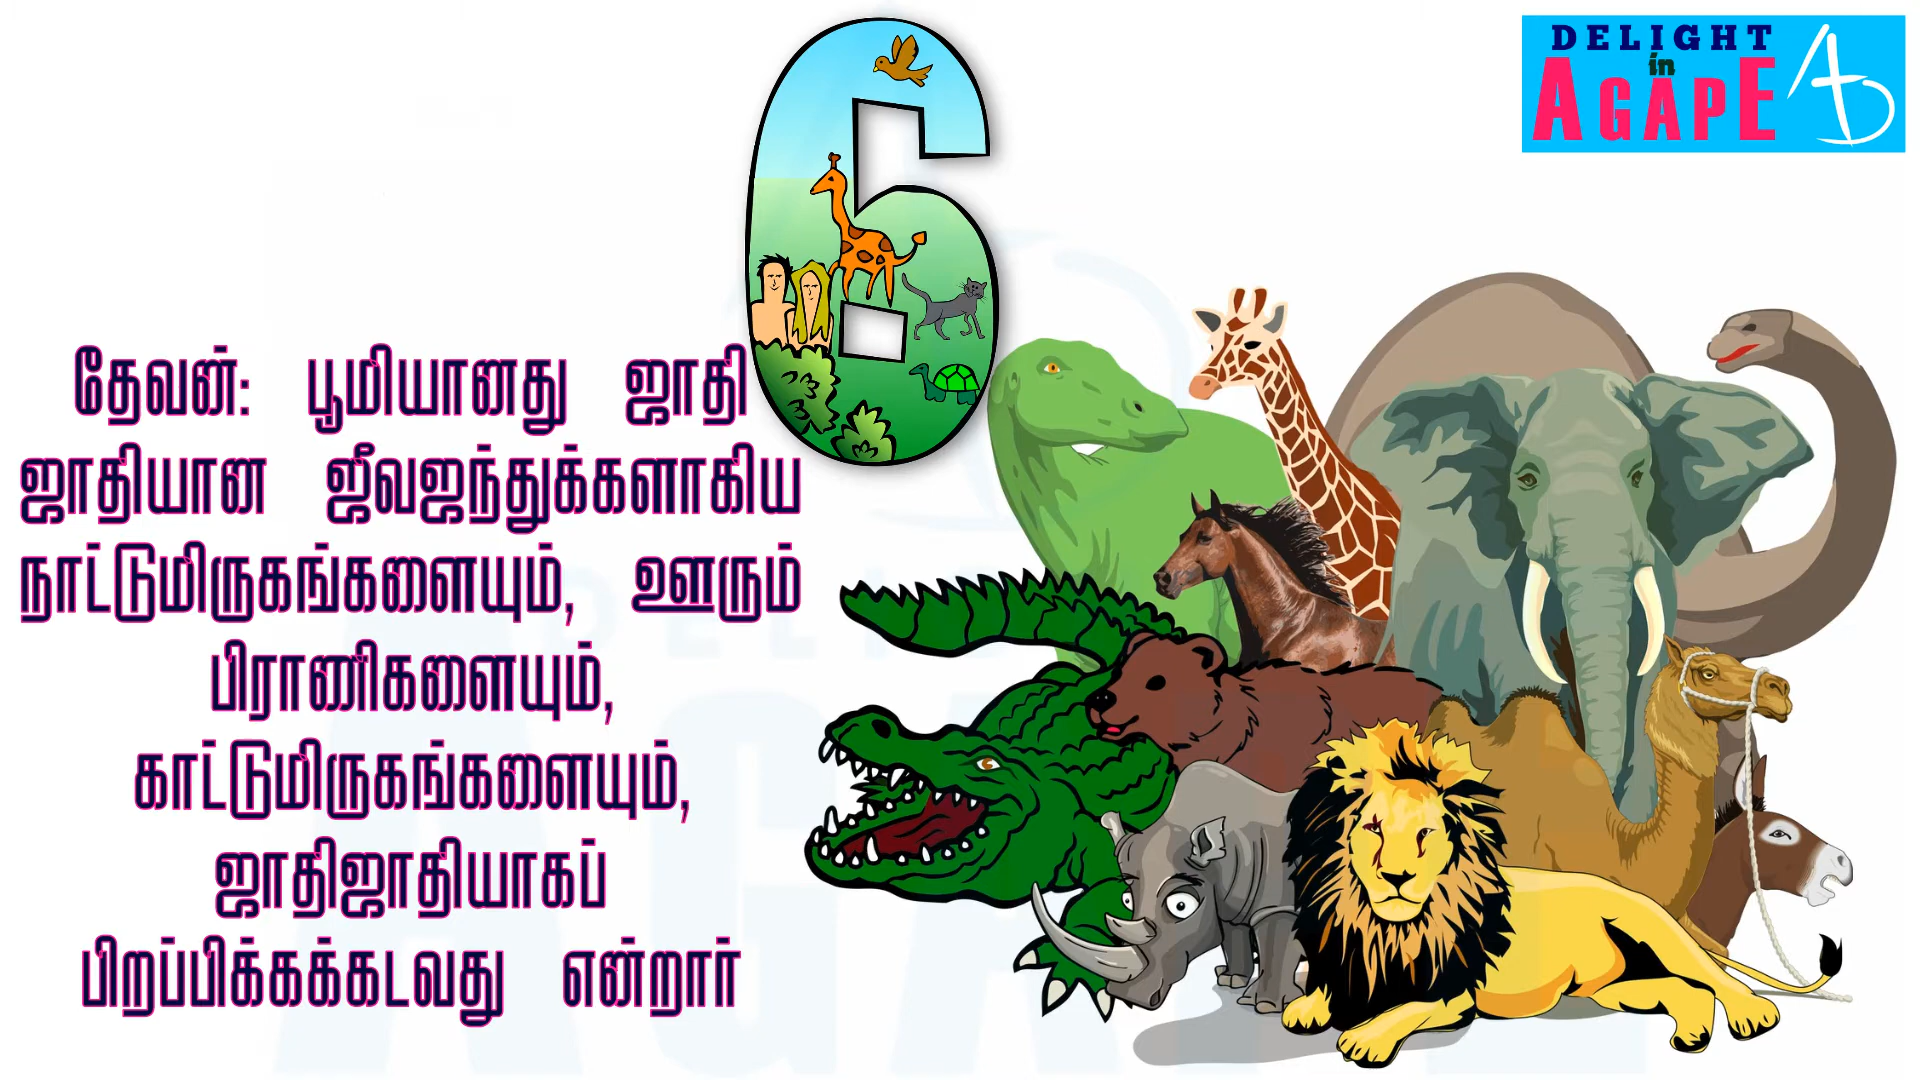 DELIGHT
in
AGAPE
6
தேவன்: பூமியானது ஜாதி
ஜாதியான ஜீவஜந்துக்களாகிய
நாட்டுமிருகங்களையும், ஊரும்
பிராணிகளையும்,
காட்டுமிருகங்களையும்,
ஜாதிஜாதியாகப்
பிறப்பிக்கக்கடவது என்றார்